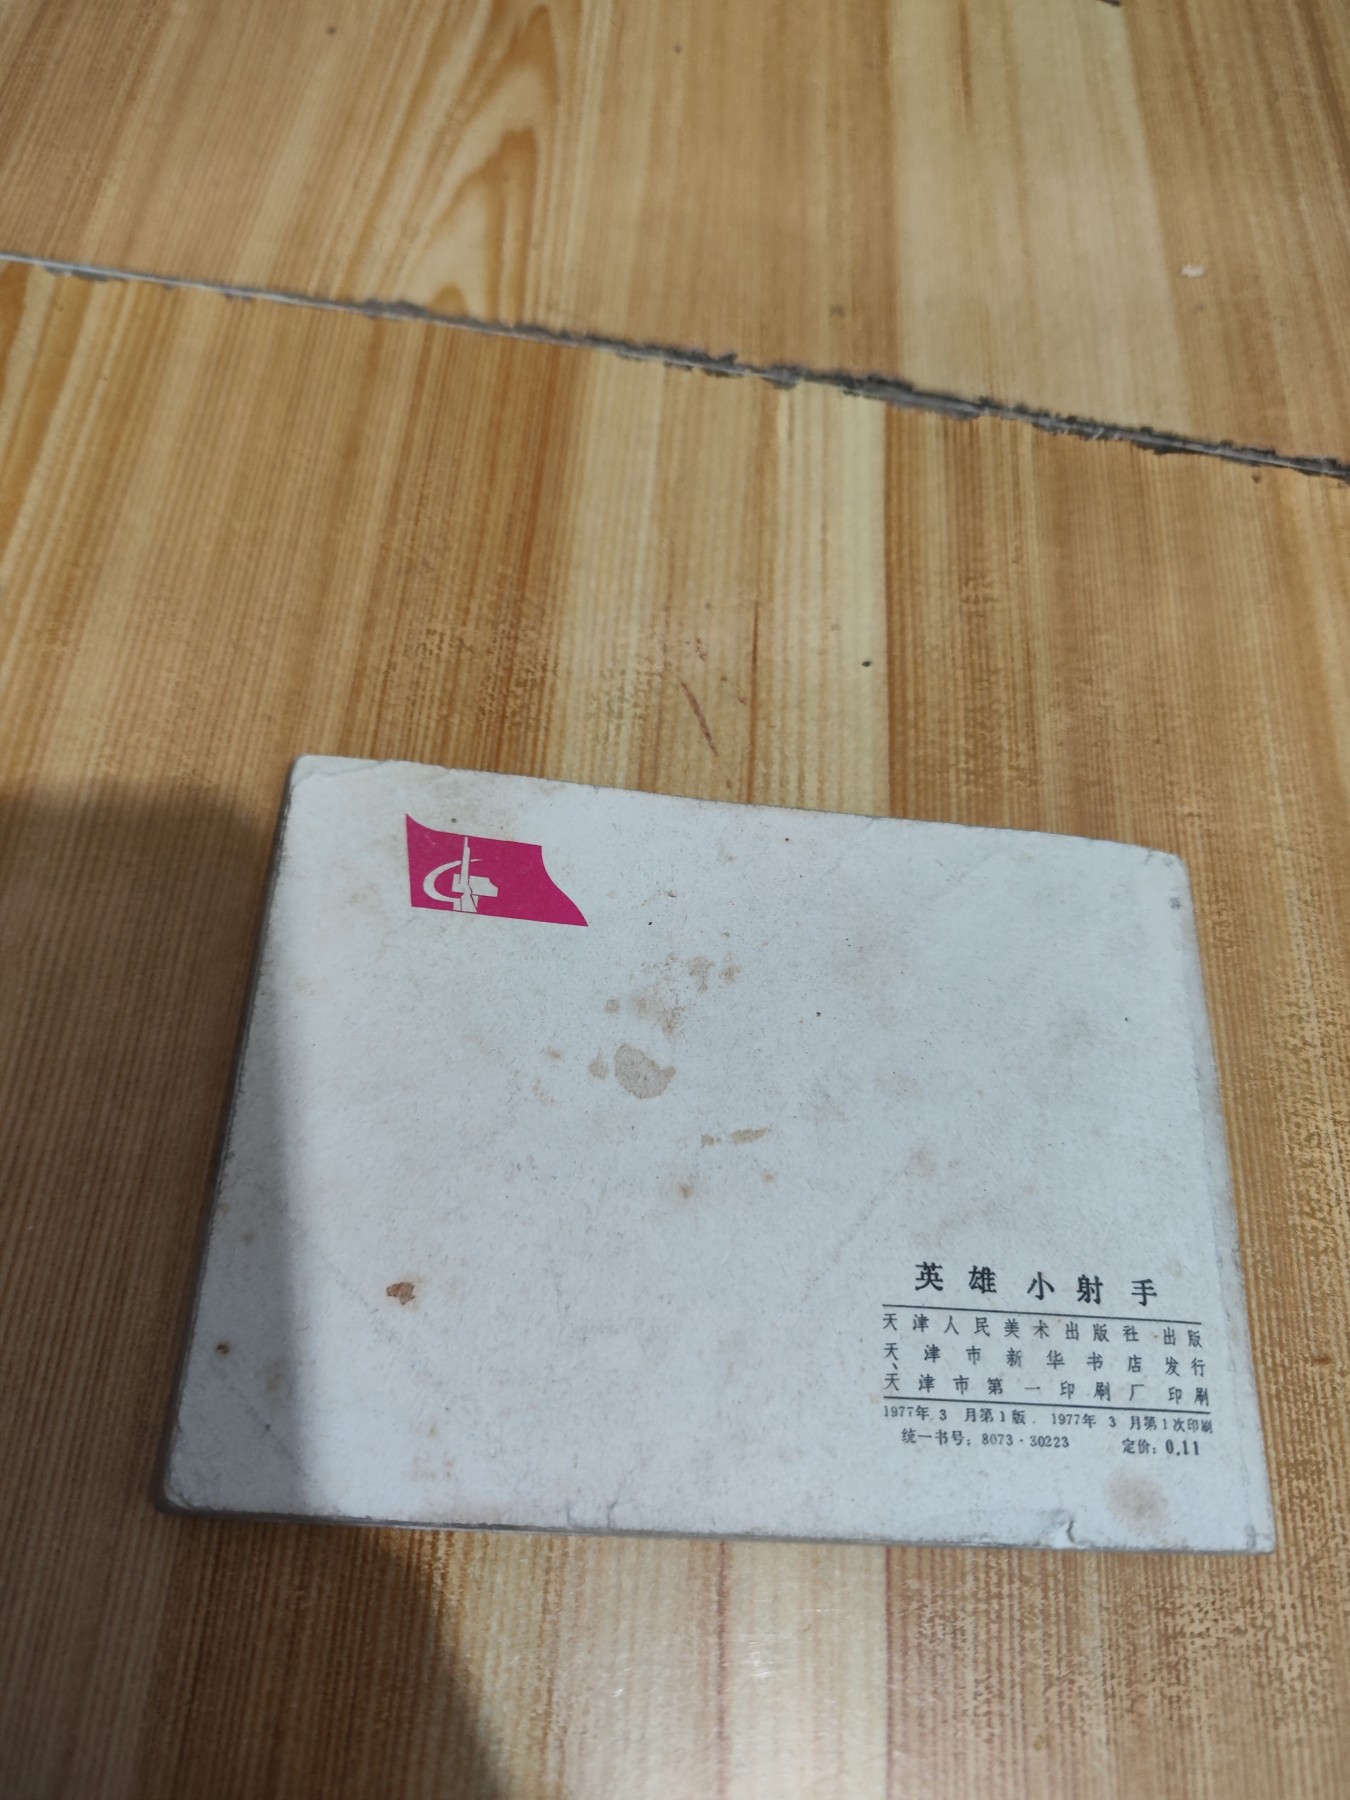 英雄小射手
天津人民美术出版社 出版
天津市新华书店 发行
天津市第一印刷厂 印刷
1977年 3 月第1版. 1977年 3 月第1次印刷
统一书号: 8073·30223 定价: 0.11